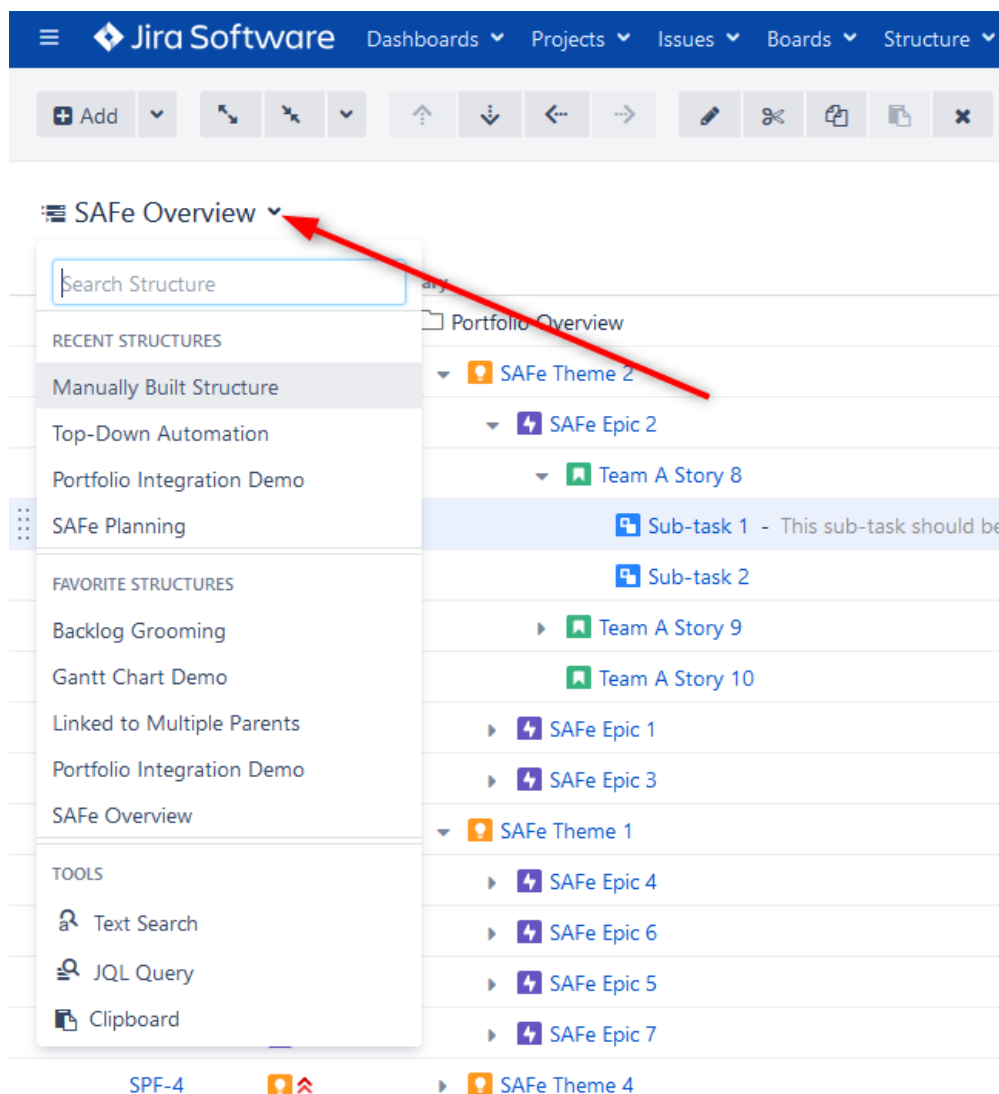 Jira Software Dashboards Projects Issues Boards Structure
Add
SAFe Overview
Search Structure
RECENT STRUCTURES
Manually Built Structure
Top-Down Automation
Portfolio Integration Demo
SAFe Planning
FAVORITE STRUCTURES
Backlog Grooming
Gantt Chart Demo
Linked to Multiple Parents
Portfolio Integration Demo
SAFe Overview
TOOLS
Text Search
JQL Query
Clipboard
ary
Portfolio Overview
SAFe Theme 2
SAFe Epic 2
Team A Story 8
Sub-task 1 - This sub-task should be
Sub-task 2
Team A Story 9
Team A Story 10
SAFe Epic 1
SAFe Epic 3
SAFe Theme 1
SAFe Epic 4
SAFe Epic 6
SAFe Epic 5
SAFe Epic 7
SPF-4 SAFe Theme 4